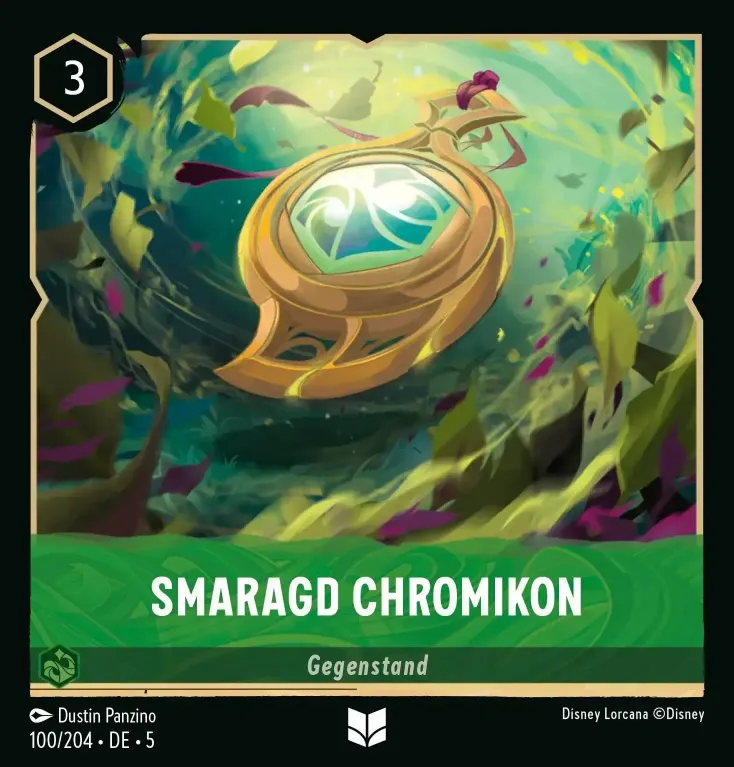 3
SMARAGD CHROMIKON
Gegenstand
Dustin Panzino
Disney Lorcana ©Disney
100/204 • DE • 5